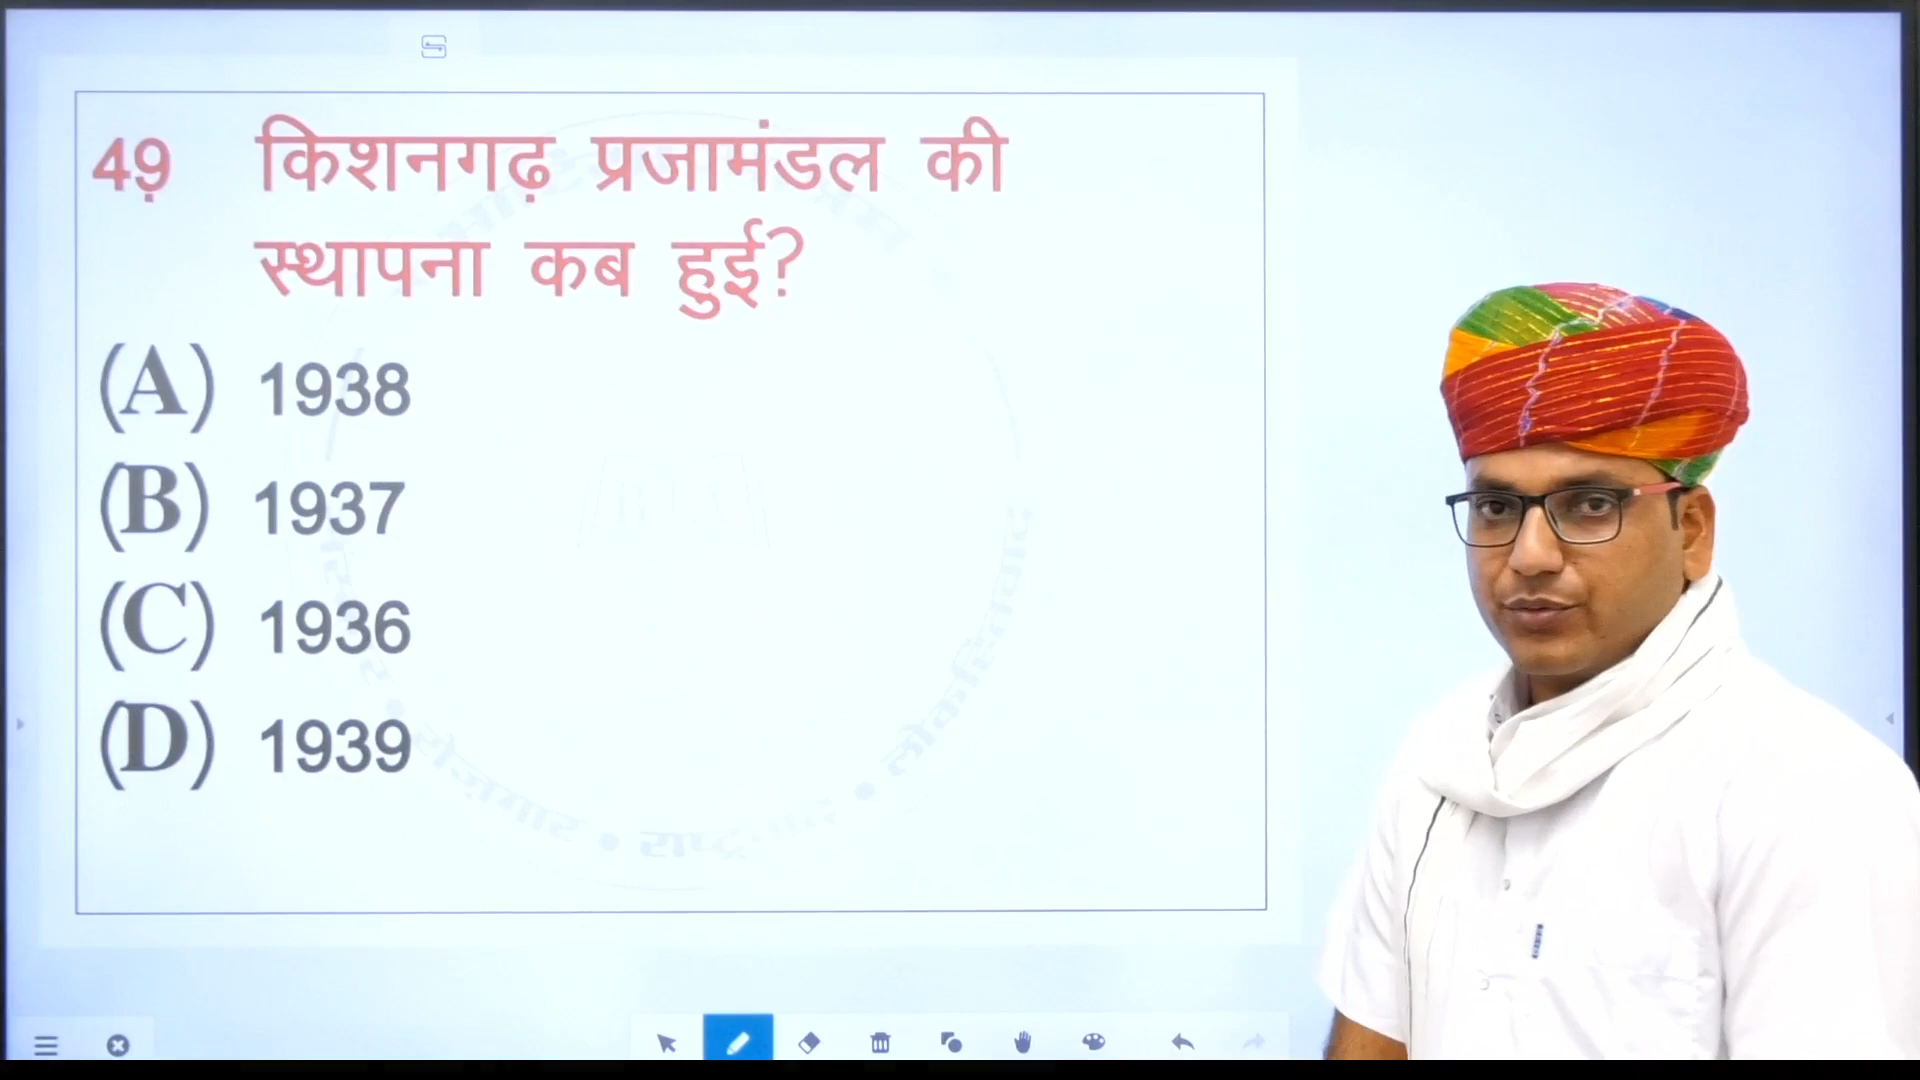 49़ किशनगढ़ प्रजामंडल की
स्थापना कब हुई?
(A) 1938
(B) 1937
(C) 1936
(D) 1939